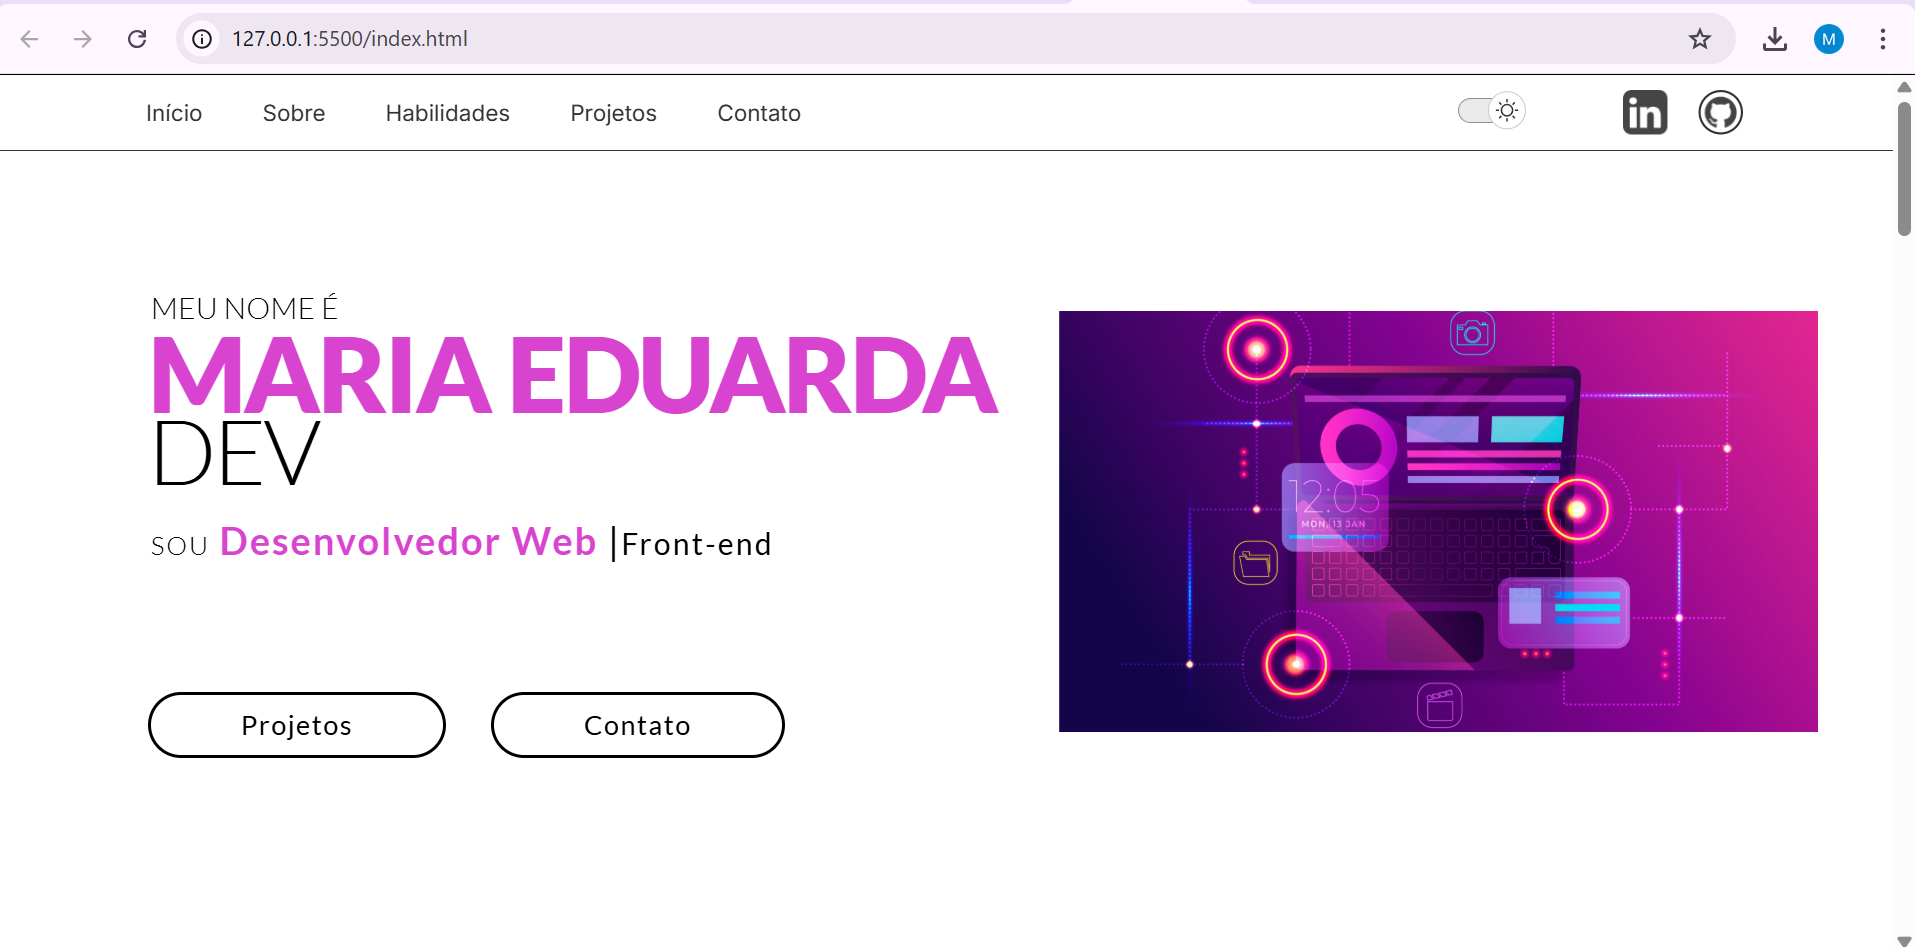 127.0.0.1:5500/index.html
M
Início Sobre Habilidades Projetos Contato
in
MEU NOME É
MARIA EDUARDA
DEV
SOU Desenvolvedor Web |Front-end
Projetos Contato
12:05
MON. 13 JAN